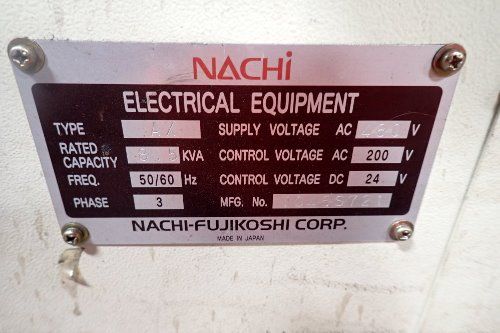 NACHi
ELECTRICAL EQUIPMENT
TYPE SUPPLY VOLTAGE AC V
RATED CAPACITY KVA CONTROL VOLTAGE AC 200 V
FREQ. 50/60 Hz CONTROL VOLTAGE DC 24 V
PHASE 3 MFG. No.
NACHI-FUJIKOSHI CORP.
MADE IN JAPAN